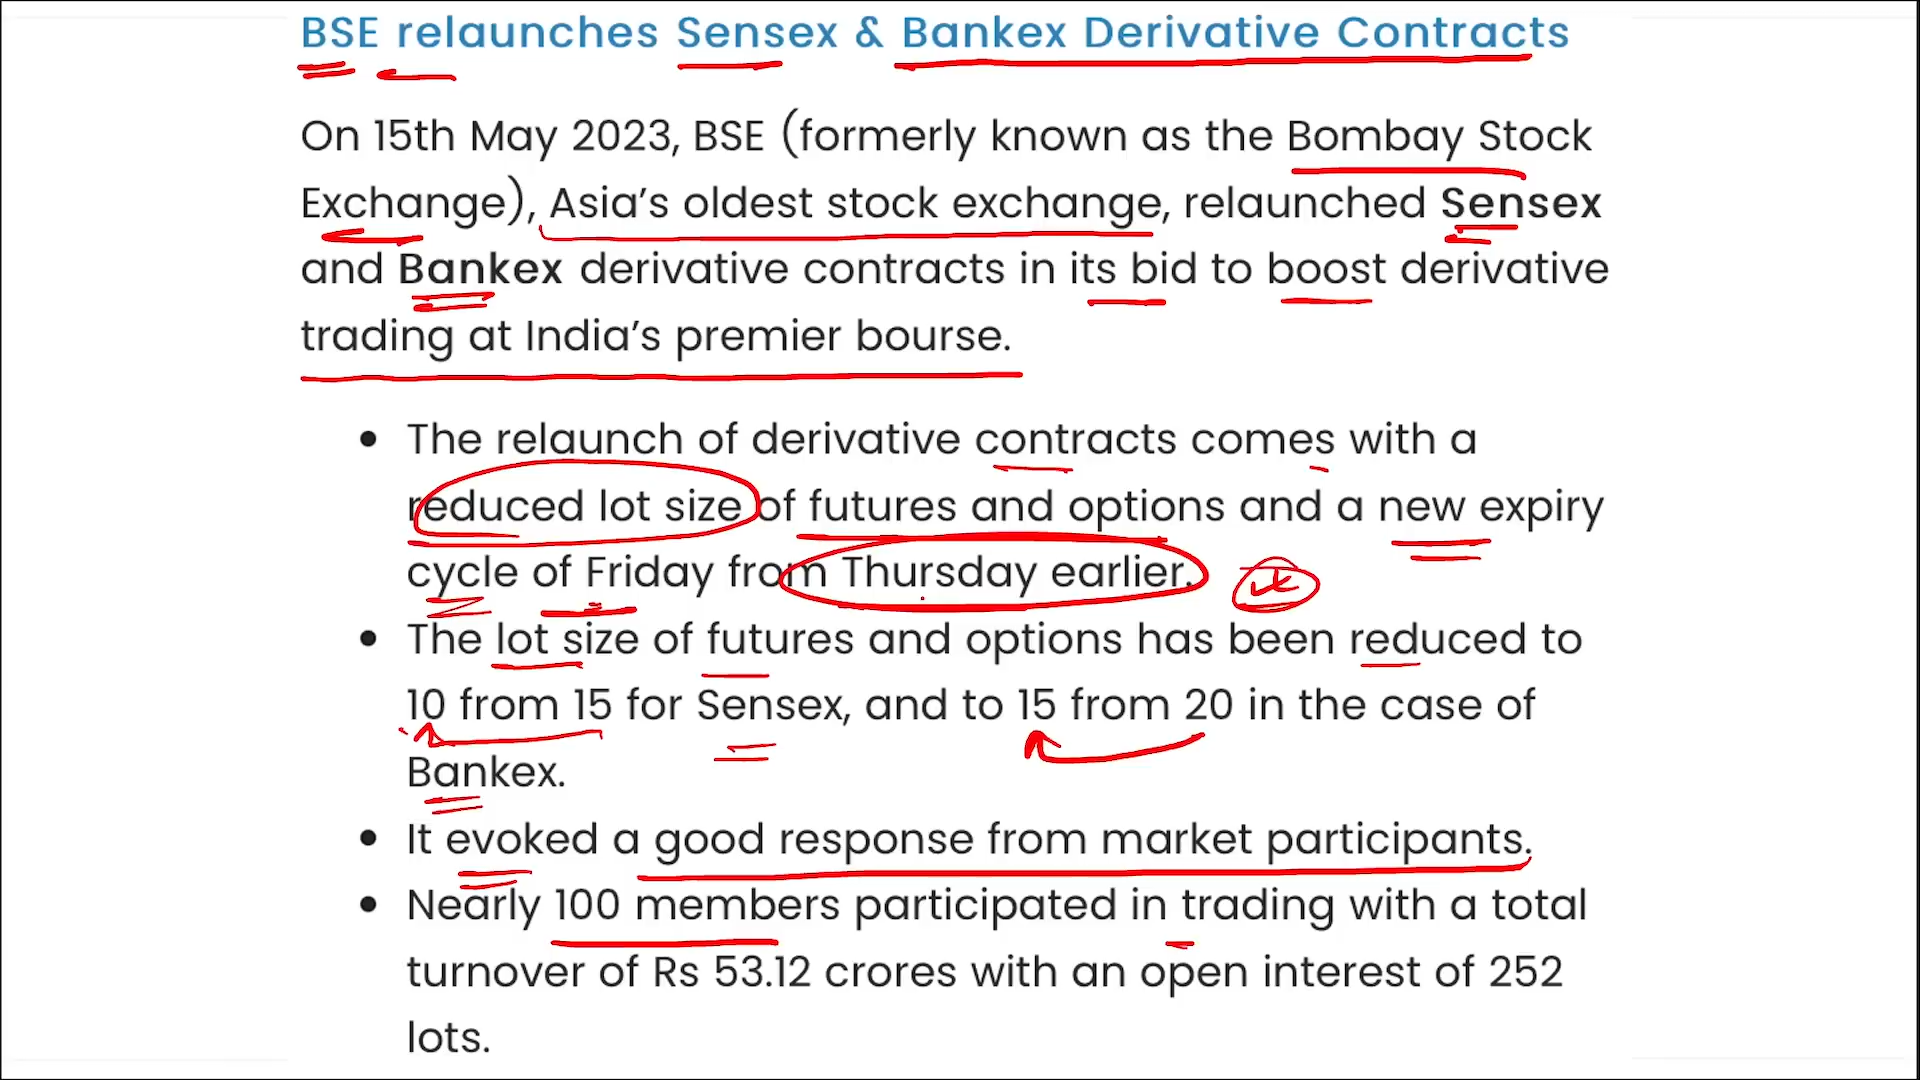 BSE relaunches Sensex & Bankex Derivative Contracts
On 15th May 2023, BSE (formerly known as the Bombay Stock
Exchange), Asia’s oldest stock exchange, relaunched Sensex
and Bankex derivative contracts in its bid to boost derivative
trading at India’s premier bourse.
• The relaunch of derivative contracts comes with a
reduced lot size of futures and options and a new expiry
cycle of Friday from Thursday earlier.
• The lot size of futures and options has been reduced to
10 from 15 for Sensex, and to 15 from 20 in the case of
Bankex.
• It evoked a good response from market participants.
• Nearly 100 members participated in trading with a total
turnover of Rs 53.12 crores with an open interest of 252
lots.